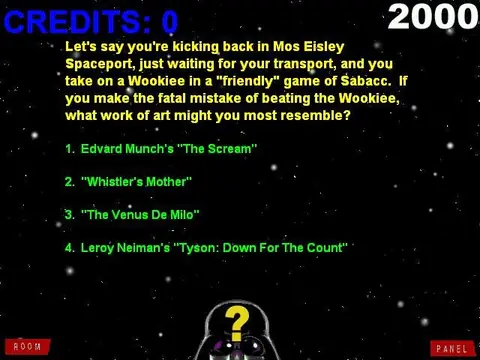 CREDITS: 0
2000
Let's say you're kicking back in Mos Eisley
Spaceport, just waiting for your transport, and you
take on a Wookiee in a "friendly" game of Sabacc. If
you make the fatal mistake of beating the Wookiee,
what work of art might you most resemble?
1. Edvard Munch's "The Scream"
2. "Whistler's Mother"
3. "The Venus De Milo"
4. Leroy Neiman's "Tyson: Down For The Count"
?
ROOM
PANEL